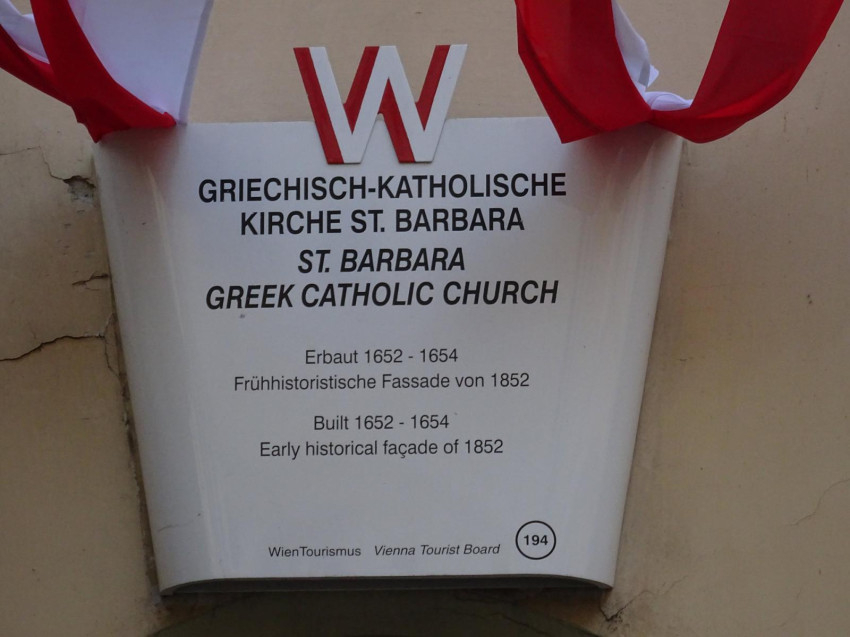 W
GRIECHISCH-KATHOLISCHE
KIRCHE ST. BARBARA
ST. BARBARA
GREEK CATHOLIC CHURCH
Erbaut 1652 - 1654
Frühhistoristische Fassade von 1852
Built 1652 - 1654
Early historical façade of 1852
WienTourismus Vienna Tourist Board 194